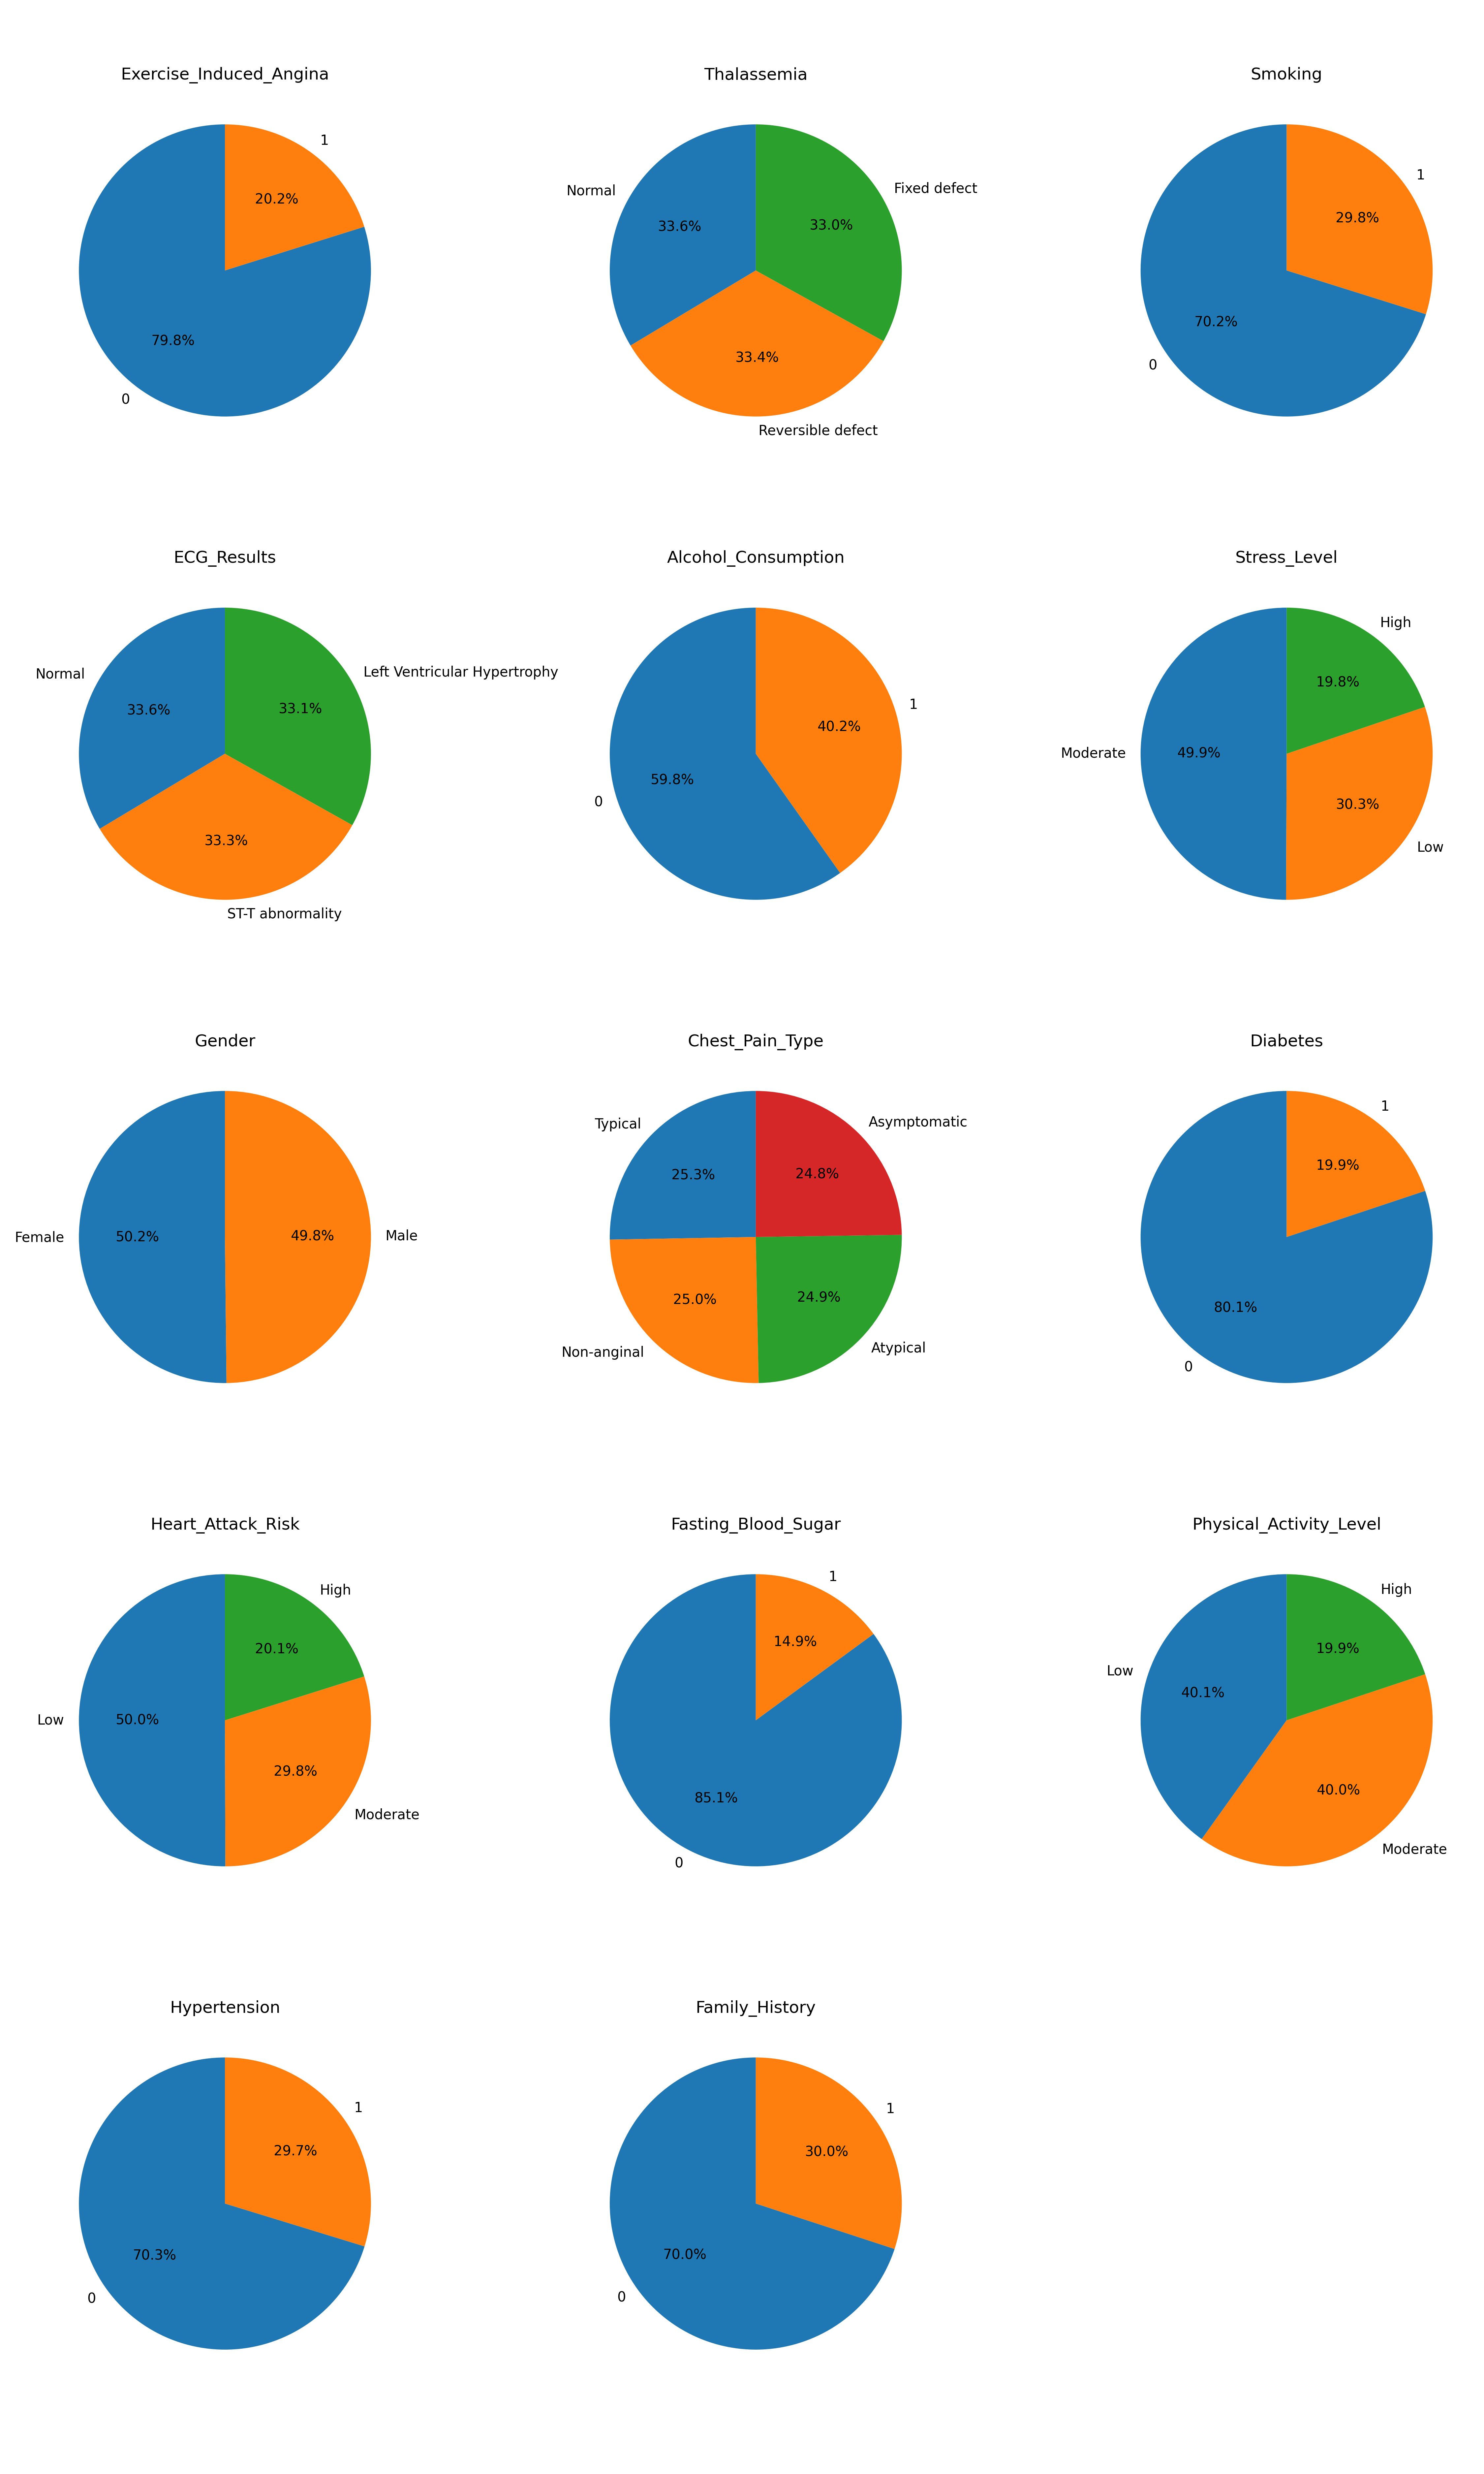 Exercise_Induced_Angina
1
20.2%
79.8%
0
Thalassemia
Normal
Fixed defect
33.6%
33.0%
33.4%
Reversible defect
Smoking
1
29.8%
70.2%
0
ECG_Results
Normal
Left Ventricular Hypertrophy
33.6%
33.1%
33.3%
ST-T abnormality
Alcohol_Consumption
1
40.2%
59.8%
0
Stress_Level
High
19.8%
Moderate
49.9%
30.3%
Low
Gender
Female
50.2%
49.8%
Male
Chest_Pain_Type
Typical
Asymptomatic
25.3%
24.8%
25.0%
24.9%
Non-anginal
Atypical
Diabetes
1
19.9%
80.1%
0
Heart_Attack_Risk
High
20.1%
Low
50.0%
29.8%
Moderate
Fasting_Blood_Sugar
1
14.9%
85.1%
0
Physical_Activity_Level
High
19.9%
Low
40.1%
40.0%
Moderate
Hypertension
1
29.7%
70.3%
0
Family_History
1
30.0%
70.0%
0